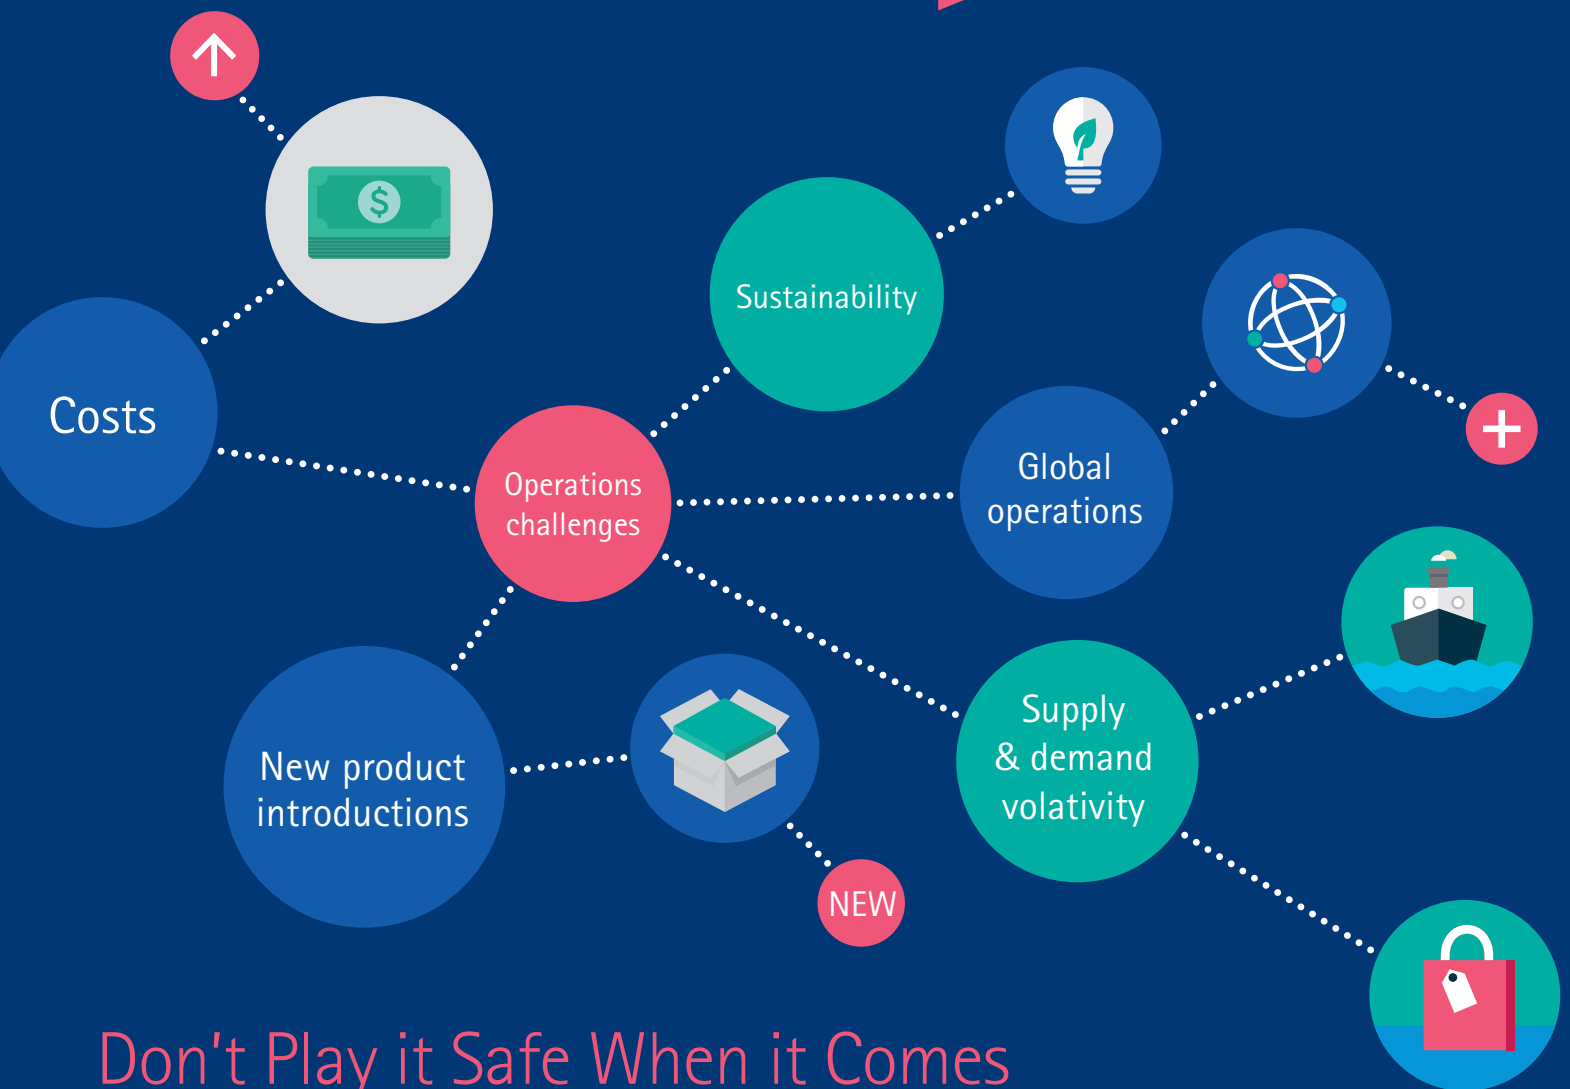 Costs
$
Sustainability
Operations
challenges
Global
operations
New product
introductions
Supply
& demand
volativity
NEW
Don't Play it Safe When it Comes